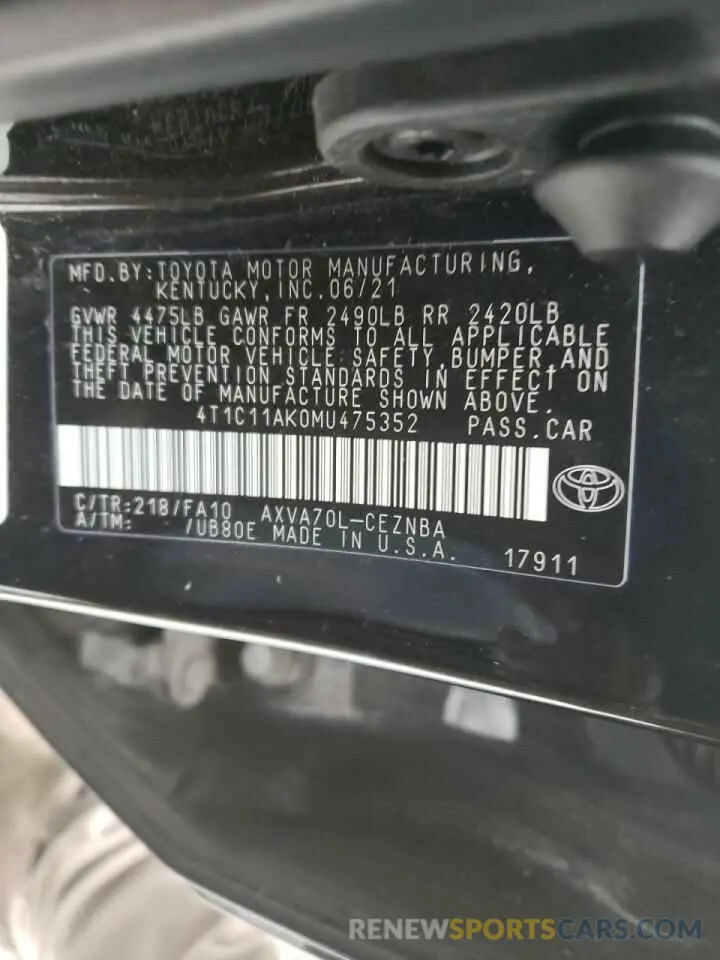 MFD.BY:TOYOTA MOTOR MANUFACTURING,
KENTUCKY,INC.06/21
GVWR 4475LB GAWR FR 2490LB RR 2420LB
THIS VEHICLE CONFORMS TO ALL APPLICABLE
FEDERAL MOTOR VEHICLE SAFETY,BUMPER,AND
THEFT PREVENTION STANDARDS IN EFFECT ON
THE DATE OF MANUFACTURE SHOWN ABOVE.
4T1C11AK0MU475352 PASS.CAR
C/TR:218/FA10 AXVA70L-CEZNBA
A/TM: /UB80E MADE IN U.S.A. 17911
RENEWSPORTSCARS.COM